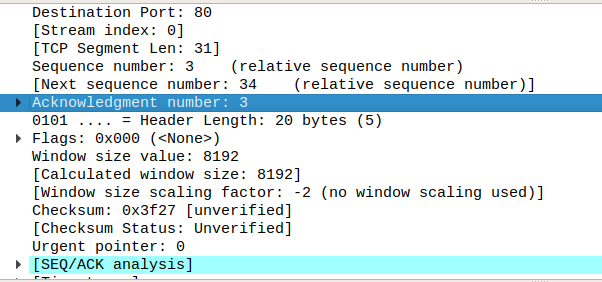 Destination Port: 80
[Stream index: 0]
[TCP Segment Len: 31]
Sequence number: 3    (relative sequence number)
[Next sequence number: 34    (relative sequence number)]
Acknowledgment number: 3
0101 .... = Header Length: 20 bytes (5)
Flags: 0x000 (<None>)
Window size value: 8192
[Calculated window size: 8192]
[Window size scaling factor: -2 (no window scaling used)]
Checksum: 0x3f27 [unverified]
[Checksum Status: Unverified]
Urgent pointer: 0
[SEQ/ACK analysis]